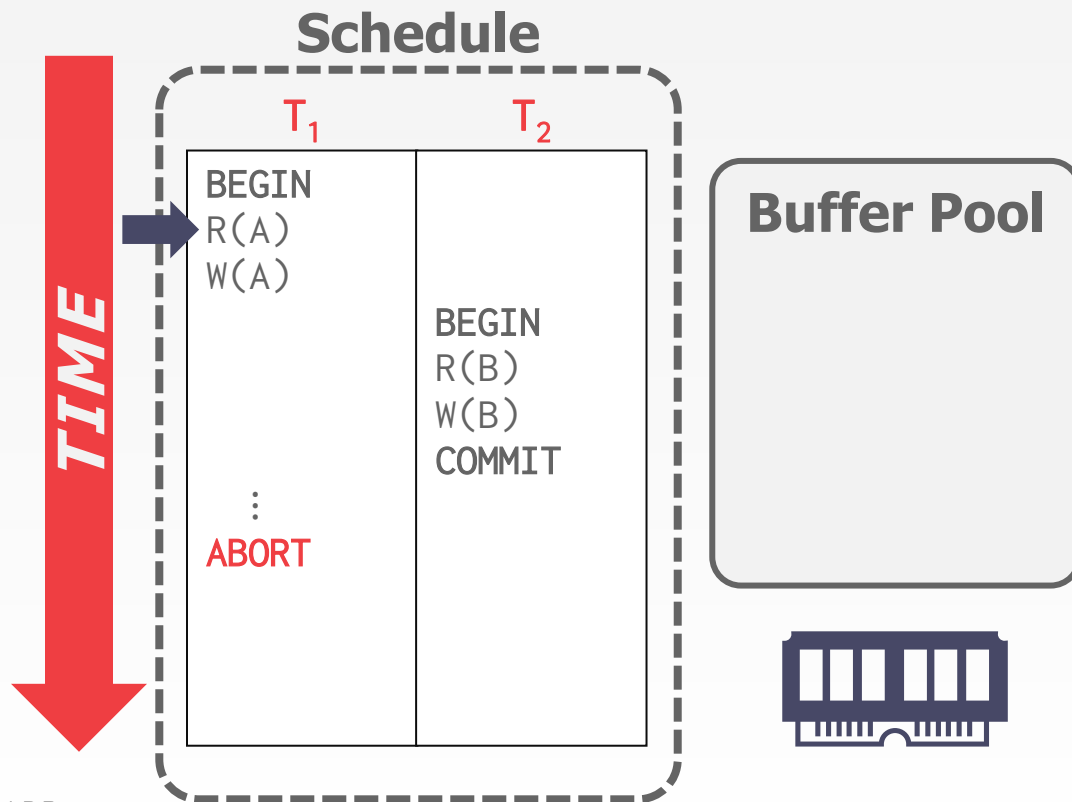 Schedule
T₁ T₂
BEGIN
R(A)
W(A)
BEGIN
R(B)
W(B)
COMMIT
⋮
ABORT
TIME
Buffer Pool